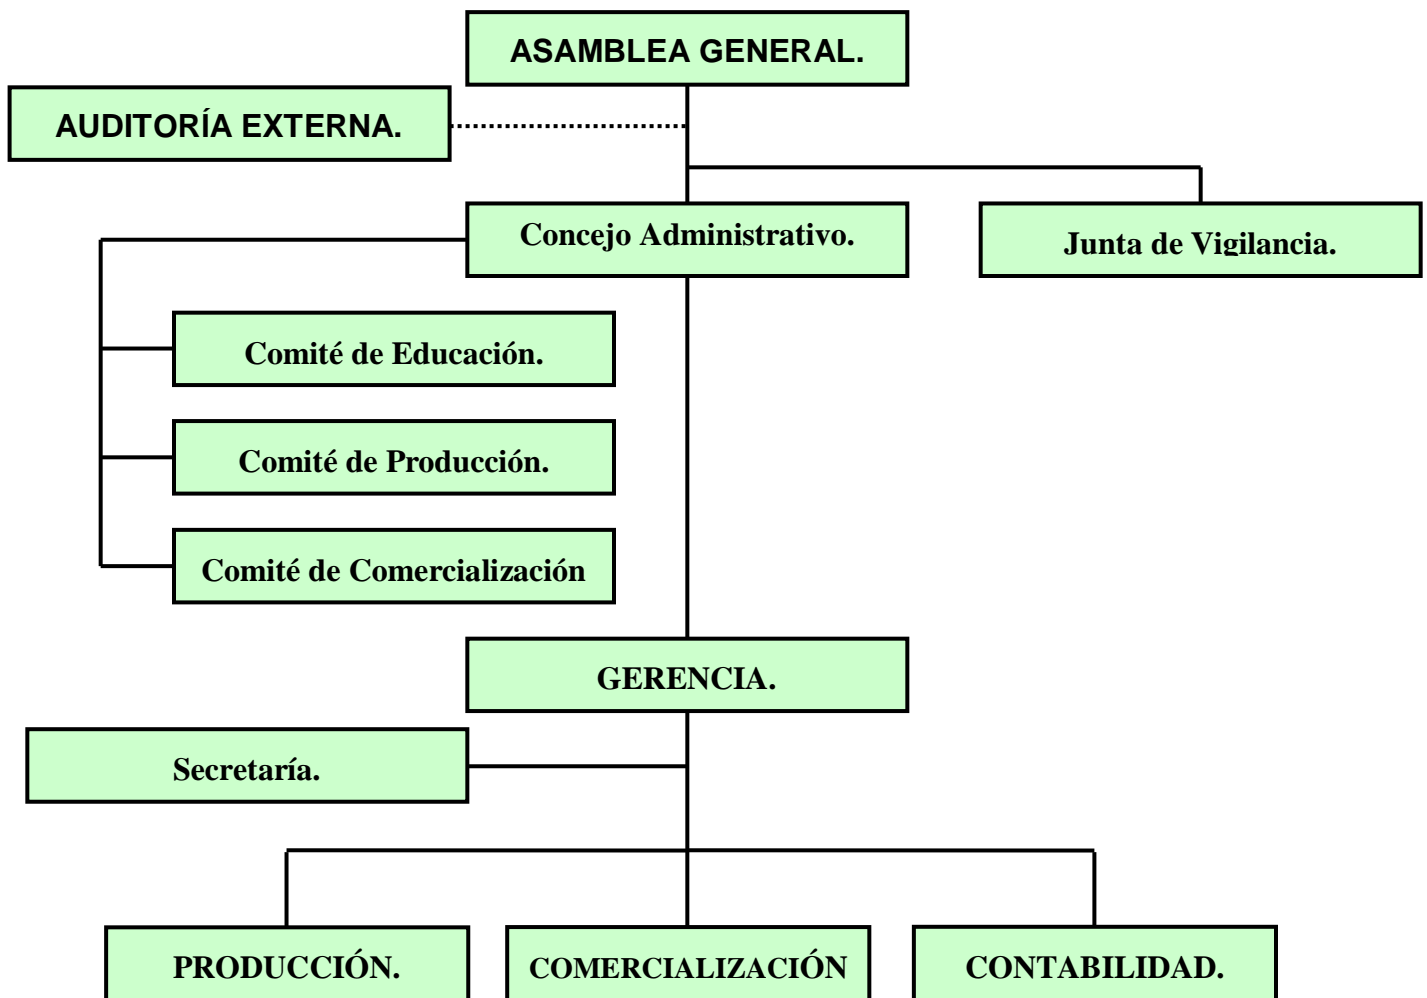 ASAMBLEA GENERAL.
AUDITORÍA EXTERNA.
Concejo Administrativo.
Junta de Vigilancia.
Comité de Educación.
Comité de Producción.
Comité de Comercialización
GERENCIA.
Secretaría.
PRODUCCIÓN.
COMERCIALIZACIÓN
CONTABILIDAD.